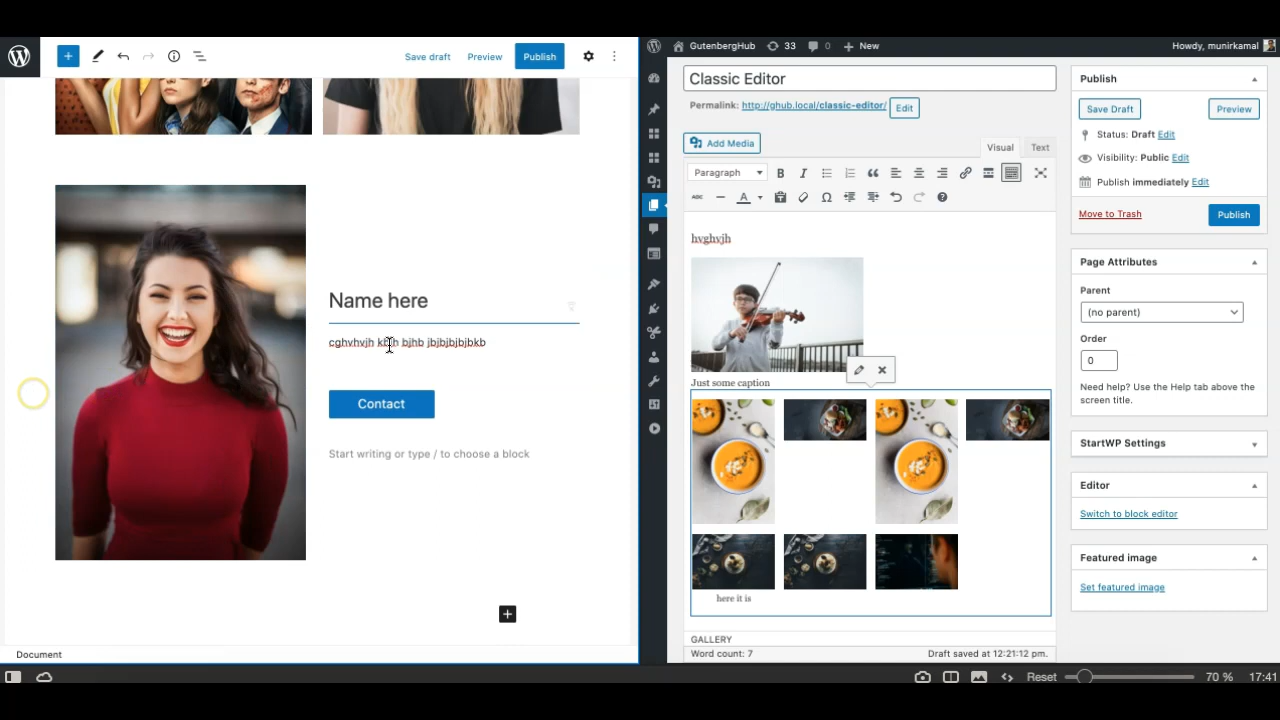 Save draft Preview Publish
Name here
cghvhvjh kbjh bjhb jbjbjbjbjbkb
Contact
Start writing or type / to choose a block
Document
GutenbergHub 33 0 New Howdy, munirkamal
Classic Editor
Permalink: http://ghub.local/classic-editor/ Edit
Add Media Visual Text
Paragraph B I
ABC A Ω
hvghvjh
Just some caption
here it is
GALLERY
Word count: 7 Draft saved at 12:21:12 pm.
Publish
Save Draft Preview
Status: Draft Edit
Visibility: Public Edit
Publish immediately Edit
Move to Trash Publish
Page Attributes
Parent
(no parent)
Order
0
Need help? Use the Help tab above the
screen title.
StartWP Settings
Editor
Switch to block editor
Featured image
Set featured image
Reset 70 % 17:41